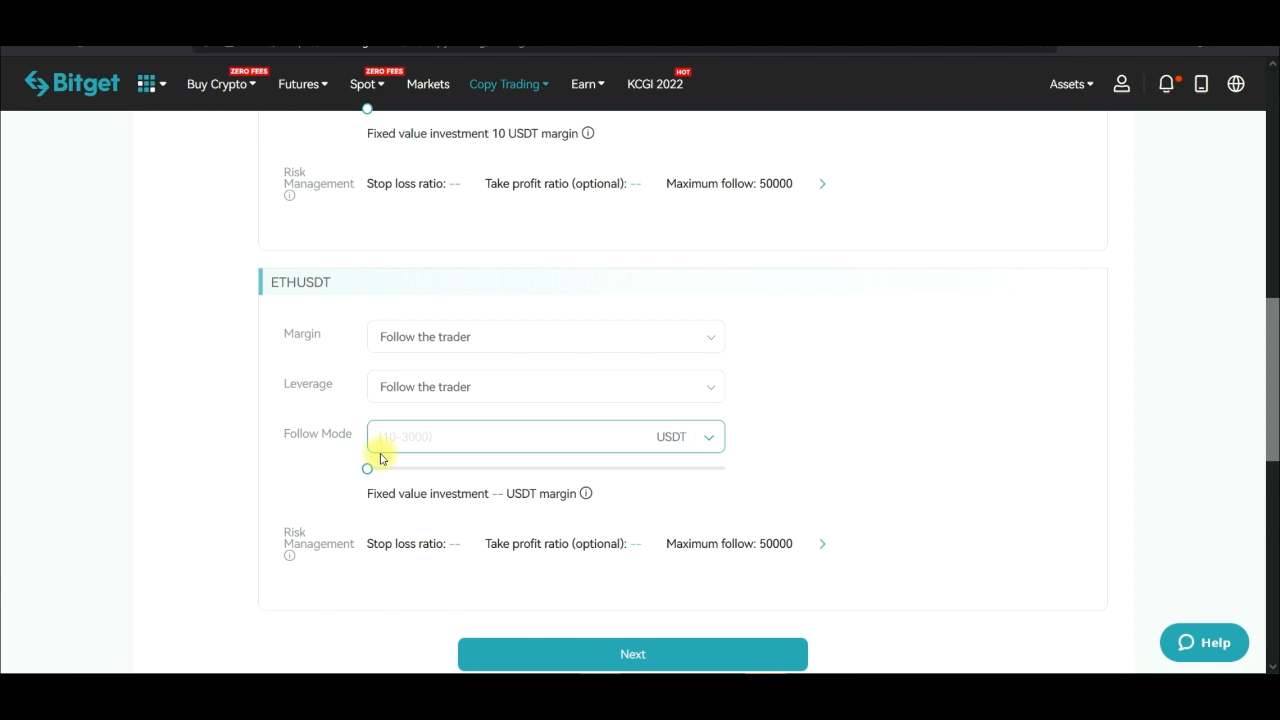 Bitget
Buy Crypto ZERO FEES
Futures
Spot ZERO FEES
Markets
Copy Trading
Earn
KCGI 2022 HOT
Assets
Fixed value investment 10 USDT margin
Risk
Management
Stop loss ratio: -- Take profit ratio (optional): -- Maximum follow: 50000
ETHUSDT
Margin Follow the trader
Leverage Follow the trader
Follow Mode (10-3000) USDT
Fixed value investment -- USDT margin
Risk
Management
Stop loss ratio: -- Take profit ratio (optional): -- Maximum follow: 50000
Next
Help